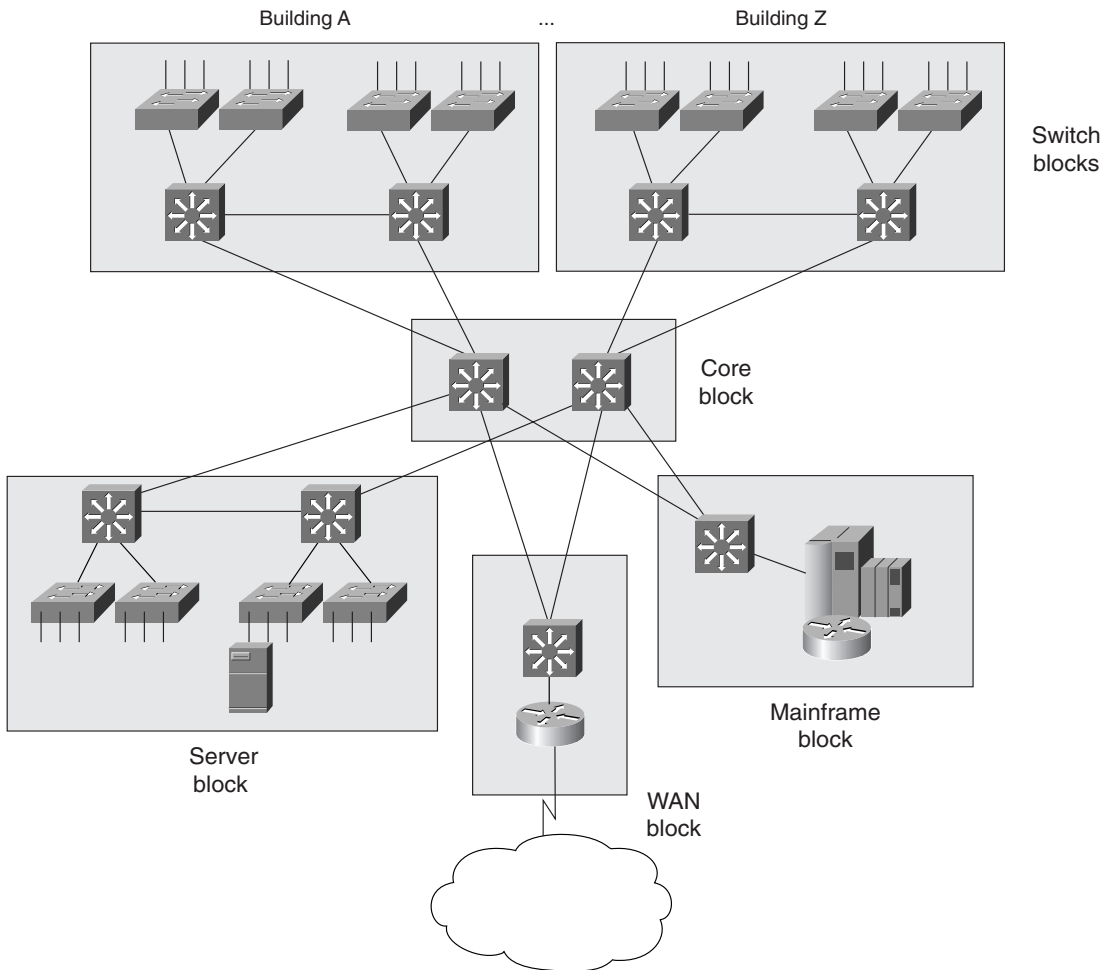 Building A
...
Building Z
Switch
blocks
Core
block
Server
block
Mainframe
block
WAN
block